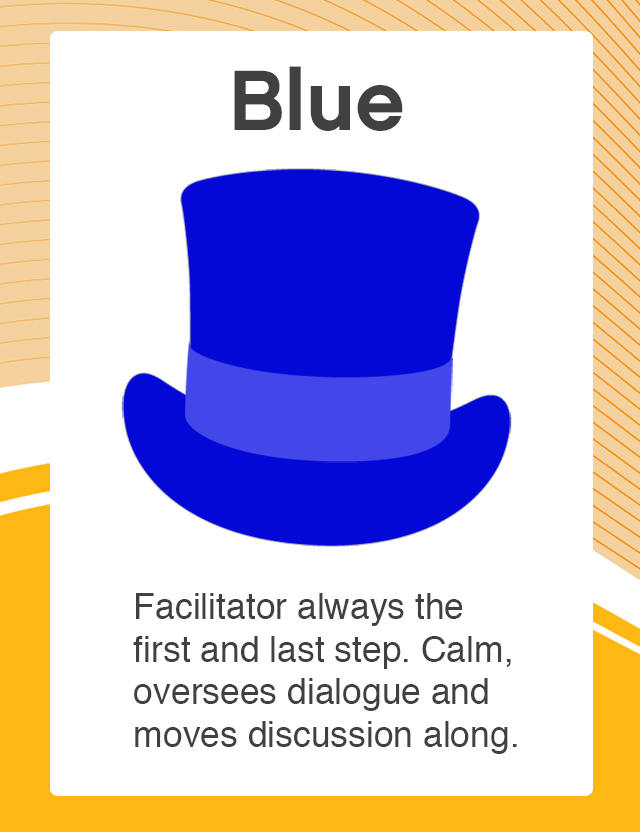 Blue
Facilitator always the
first and last step. Calm,
oversees dialogue and
moves discussion along.